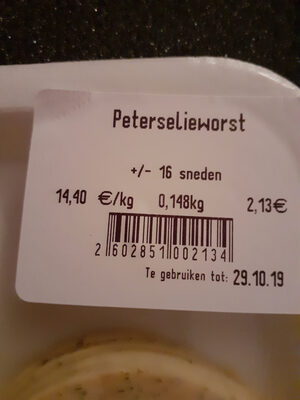 Peterselieworst
+/- 16 sneden
14,40 €/kg 0,148kg 2,13€
2 602851 002134
Te gebruiken tot: 29.10.19